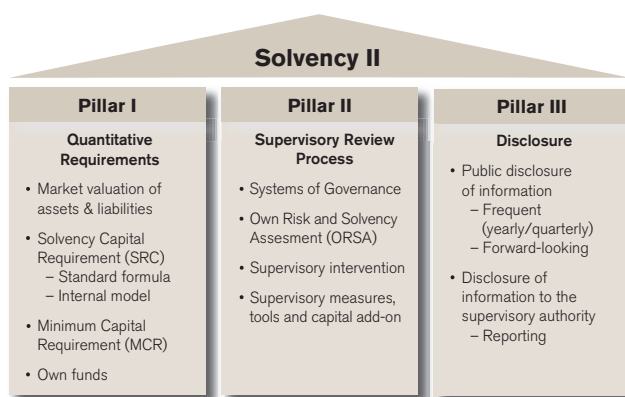 Solvency II
Pillar I
Quantitative
Requirements
• Market valuation of
assets & liabilities
• Solvency Capital
Requirement (SRC)
– Standard formula
– Internal model
• Minimum Capital
Requirement (MCR)
• Own funds
Pillar II
Supervisory Review
Process
• Systems of Governance
• Own Risk and Solvency
Assesment (ORSA)
• Supervisory intervention
• Supervisory measures,
tools and capital add-on
Pillar III
Disclosure
• Public disclosure
of information
– Frequent
(yearly/quarterly)
– Forward-looking
• Disclosure of
information to the
supervisory authority
– Reporting